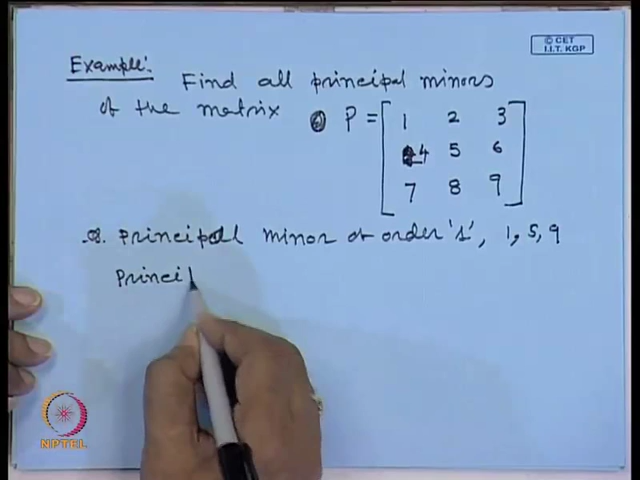 © CET
I.I.T. KGP
Example:
Find all principal minors
of the matrix P = [ 1 2 3
4 5 6
7 8 9 ]
principal minor of order '1', 1, 5, 9
Princi
NPTEL